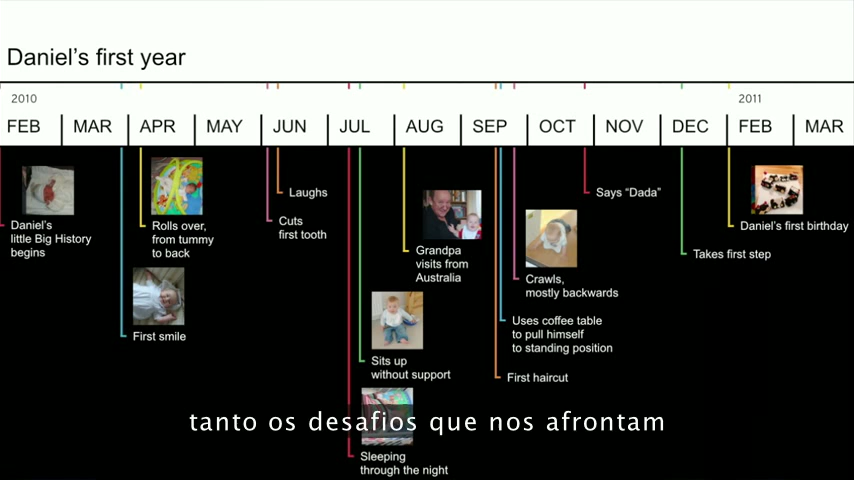 Daniel's first year
2010
2011
FEB
MAR
APR
MAY
JUN
JUL
AUG
SEP
OCT
NOV
DEC
FEB
MAR
Daniel's
little Big History
begins
First smile
Rolls over,
from tummy
to back
Cuts
first tooth
Laughs
Sleeping
through the night
Sits up
without support
Grandpa
visits from
Australia
First haircut
Uses coffee table
to pull himself
to standing position
Crawls,
mostly backwards
Says “Dada”
Takes first step
Daniel's first birthday
tanto os desafios que nos afrontam